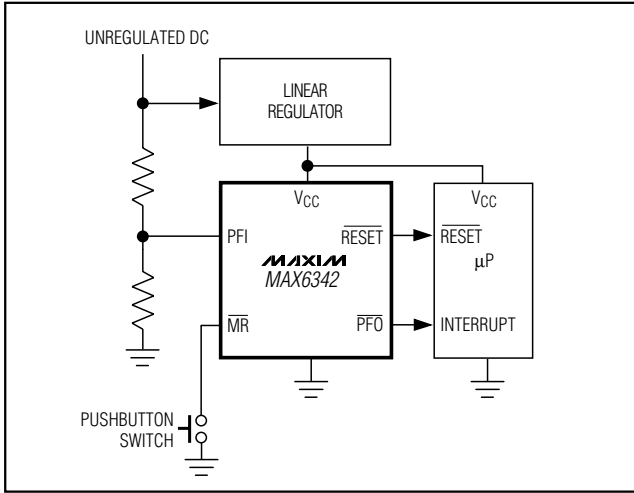 UNREGULATED DC
LINEAR
REGULATOR
VCC
VCC
PFI
RESET
RESET
MAXIM
MAX6342
µP
MR
PFO
INTERRUPT
PUSHBUTTON
SWITCH